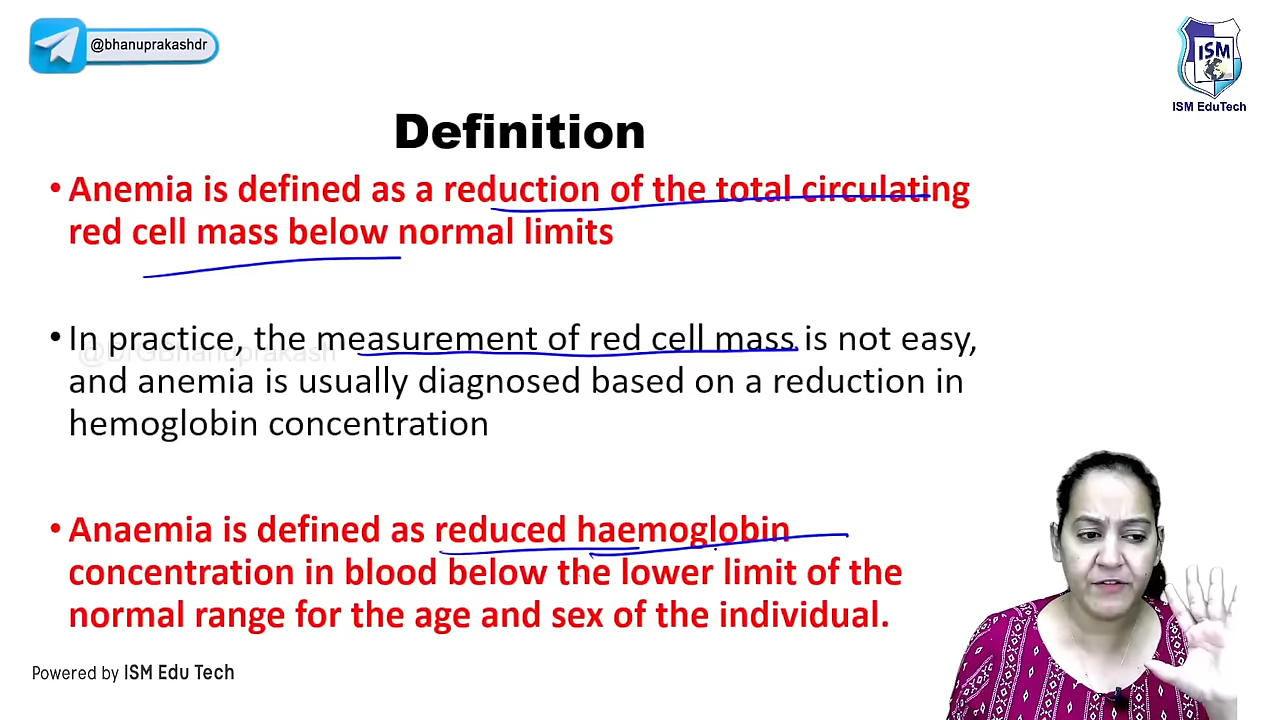 @bhanuprakashdr
ISM
ISM EduTech
Definition
• Anemia is defined as a reduction of the total circulating
red cell mass below normal limits
• In practice, the measurement of red cell mass is not easy,
@DrGBhanuprakash
and anemia is usually diagnosed based on a reduction in
hemoglobin concentration
• Anaemia is defined as reduced haemoglobin
concentration in blood below the lower limit of the
normal range for the age and sex of the individual.
Powered by ISM Edu Tech